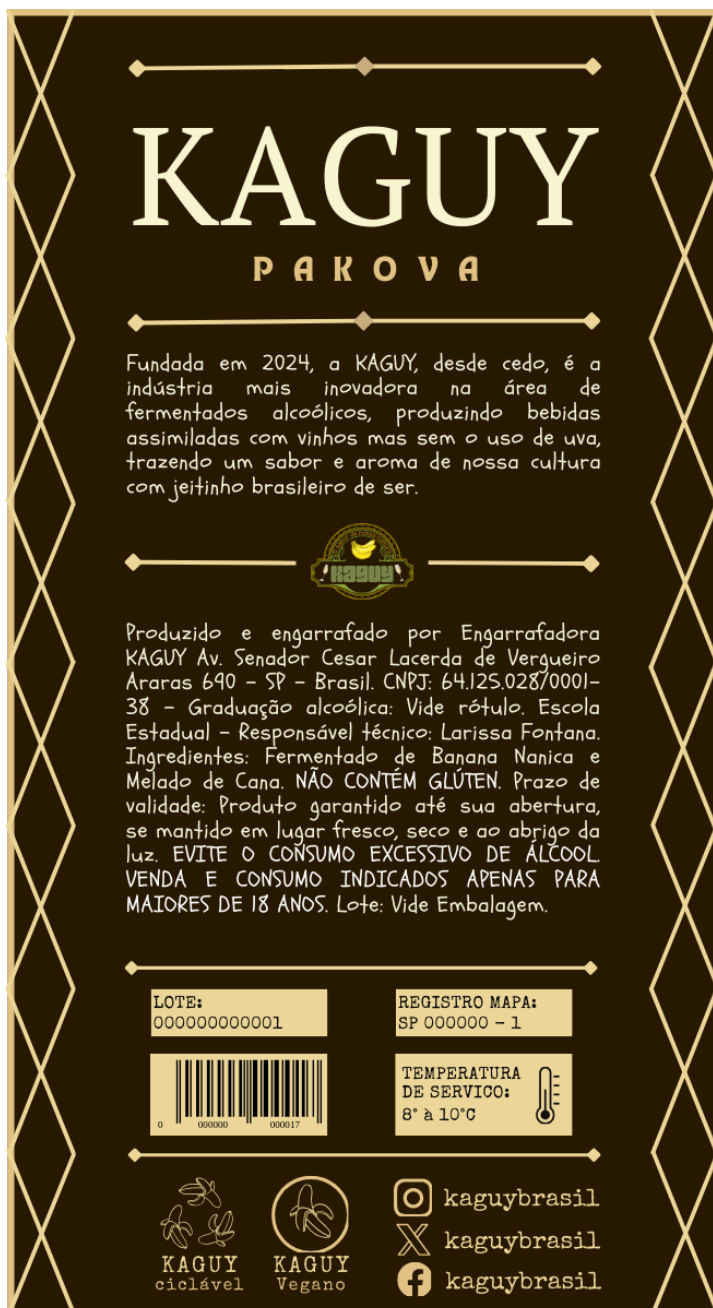 KAGUY
PAKOVA
Fundada em 2024, a KAGUY, desde cedo, é a
indústria mais inovadora na área de
fermentados alcoólicos, produzindo bebidas
assimiladas com vinhos mas sem o uso de uva,
trazendo um sabor e aroma de nossa cultura
com jeitinho brasileiro de ser.
kaguy
Produzido e engarrafado por Engarrafadora
KAGUY Av. Senador Cesar Lacerda de Vergueiro
Araras 690 - SP - Brasil. CNPJ: 64.125.028/0001-
38 - Graduação alcoólica: Vide rótulo. Escola
Estadual - Responsável técnico: Larissa Fontana.
Ingredientes: Fermentado de Banana Nanica e
Melado de Cana. NÃO CONTÉM GLÚTEN. Prazo de
validade: Produto garantido até sua abertura,
se mantido em lugar fresco, seco e ao abrigo da
luz. EVITE O CONSUMO EXCESSIVO DE ÁLCOOL.
VENDA E CONSUMO INDICADOS APENAS PARA
MAIORES DE 18 ANOS. Lote: Vide Embalagem.
LOTE:
000000000001
REGISTRO MAPA:
SP 000000 - 1
0 000000 000017
TEMPERATURA
DE SERVICO:
8° à 10°C
KAGUY
ciclável
KAGUY
Vegano
kaguybrasil
kaguybrasil
kaguybrasil